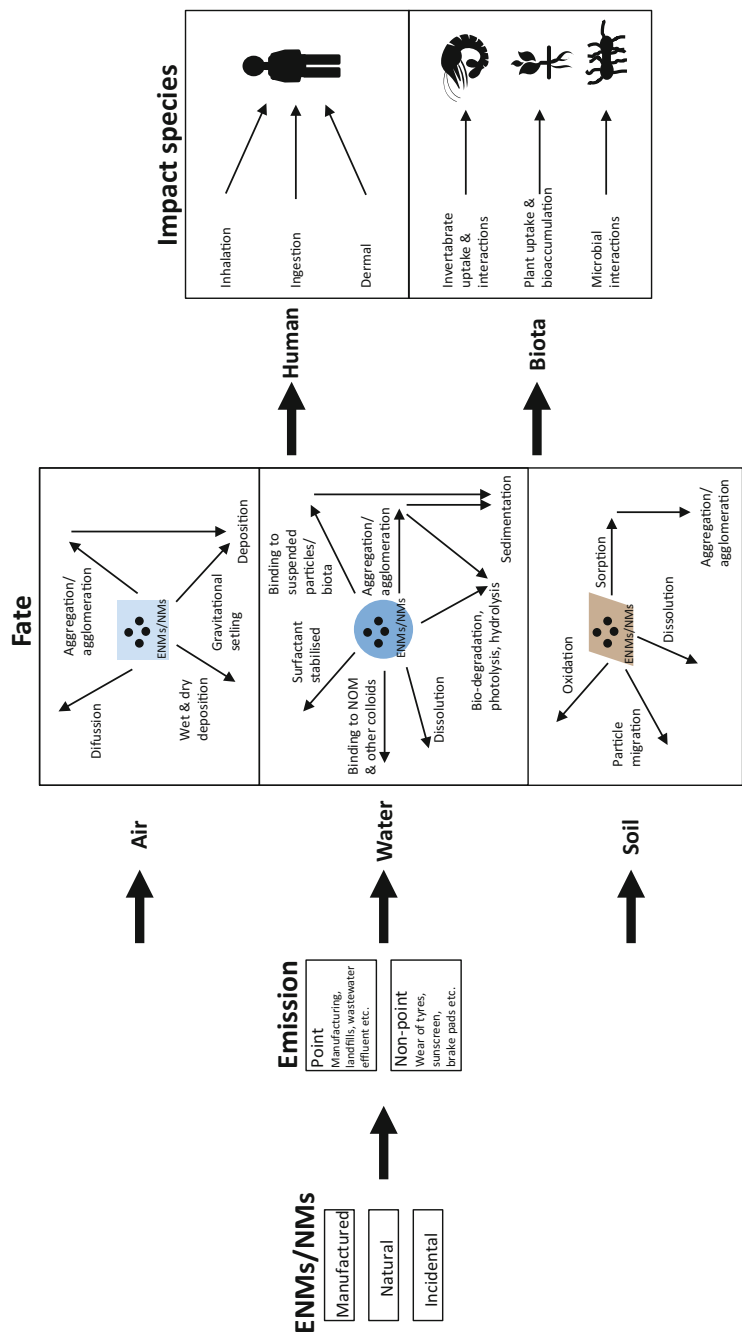 ENMs/NMs
Manufactured
Natural
Incidental
Emission
Point
Manufacturing,
landfills, wastewater
effluent etc.
Non-point
Wear of tyres,
sunscreen,
brake pads etc.
Air
Water
Soil
Fate
Difussion
Aggregation/
agglomeration
ENMs/NMs
Wet & dry
deposition
Gravitational
setling
Deposition
Surfactant
stabilised
Binding to
suspended
particles/
biota
Binding to NOM
& other colloids
ENMs/NMs
Aggregation/
agglomeration
Dissolution
Bio-degradation,
photolysis, hydrolysis
Sedimentation
Oxidation
Sorption
ENMs/NMs
Particle
migration
Dissolution
Aggregation/
agglomeration
Human
Biota
Impact species
Inhalation
Ingestion
Dermal
Invertabrate
uptake &
interactions
Plant uptake &
bioaccumulation
Microbial
interactions